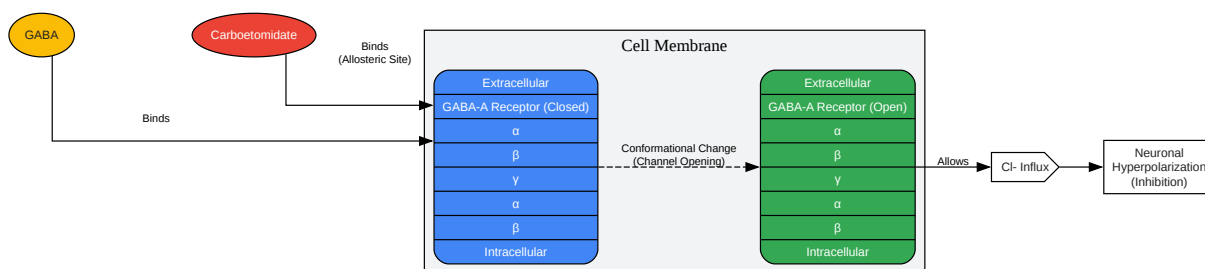 GABA
Carboetomidate
Binds
(Allosteric Site)
Binds
Cell Membrane
Extracellular
GABA-A Receptor (Closed)
α
β
γ
α
β
Intracellular
Conformational Change
(Channel Opening)
Extracellular
GABA-A Receptor (Open)
α
β
γ
α
β
Intracellular
Allows
Cl- Influx
Neuronal
Hyperpolarization
(Inhibition)